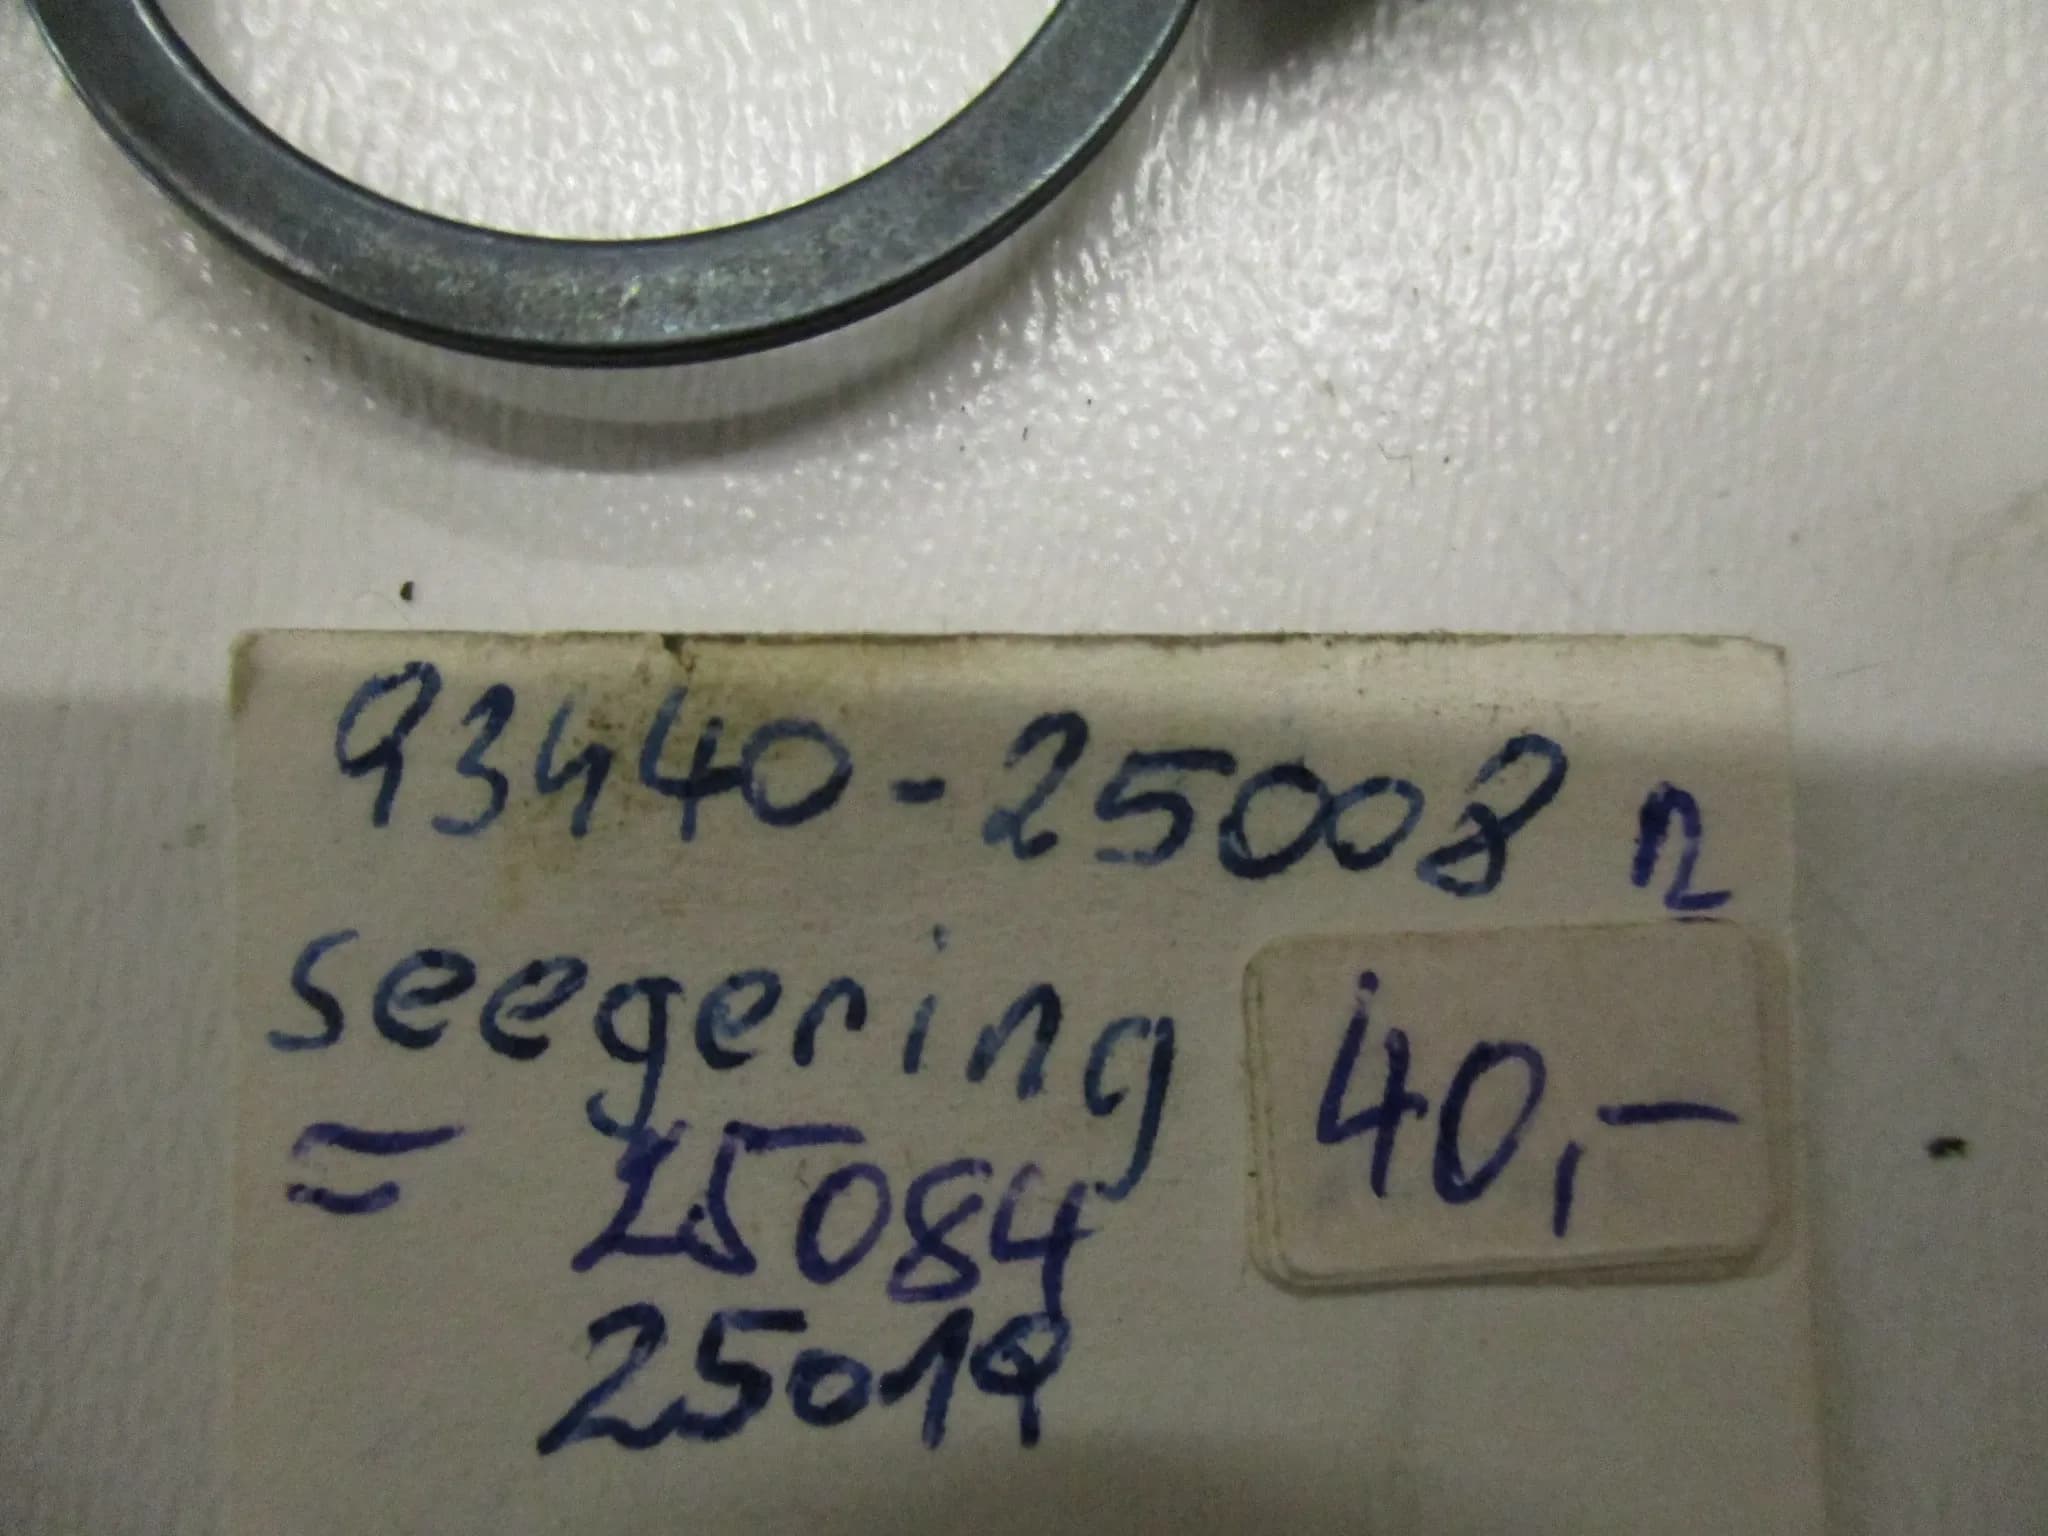 93440-25008 n
seegering
40,-
= 25084
25019